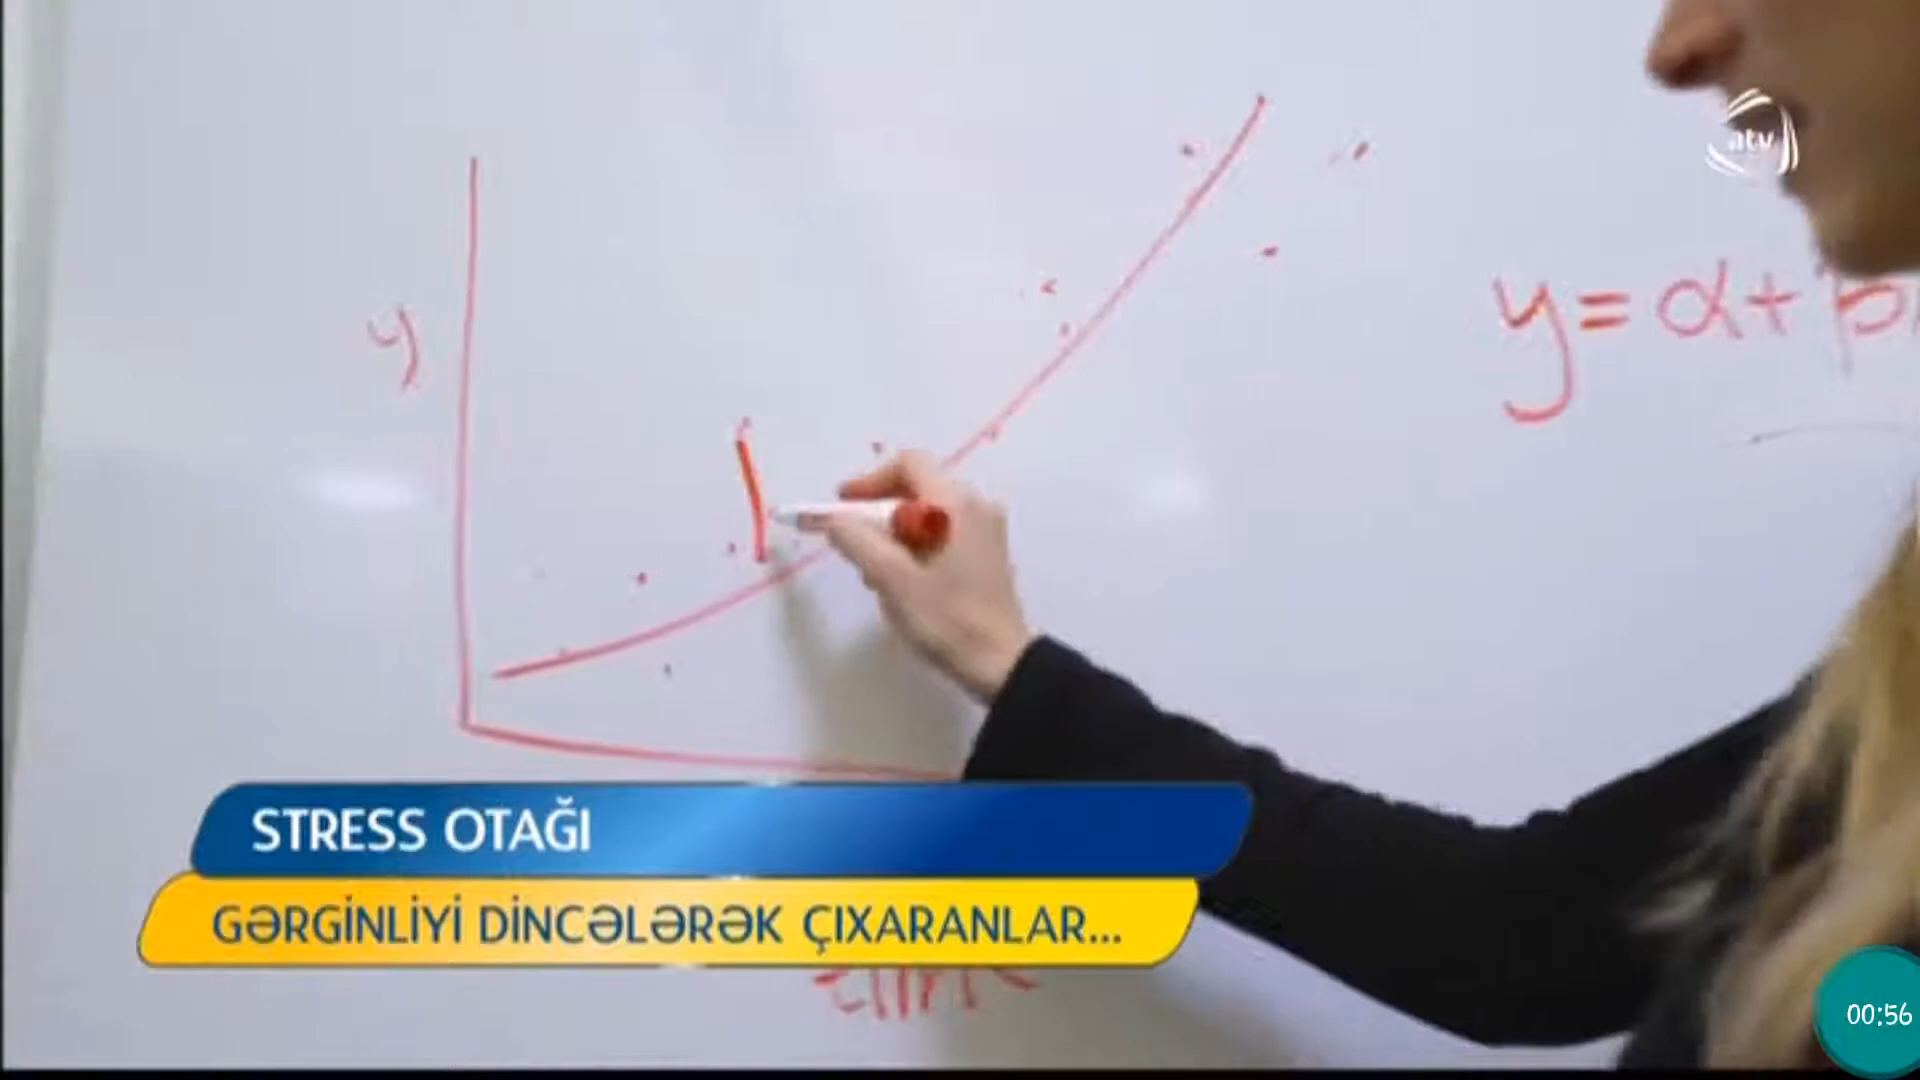 atv
y
y = α +
STRESS OTAĞI
GƏRGİNLİYİ DİNCƏLƏRƏK ÇIXARANLAR...
00:56